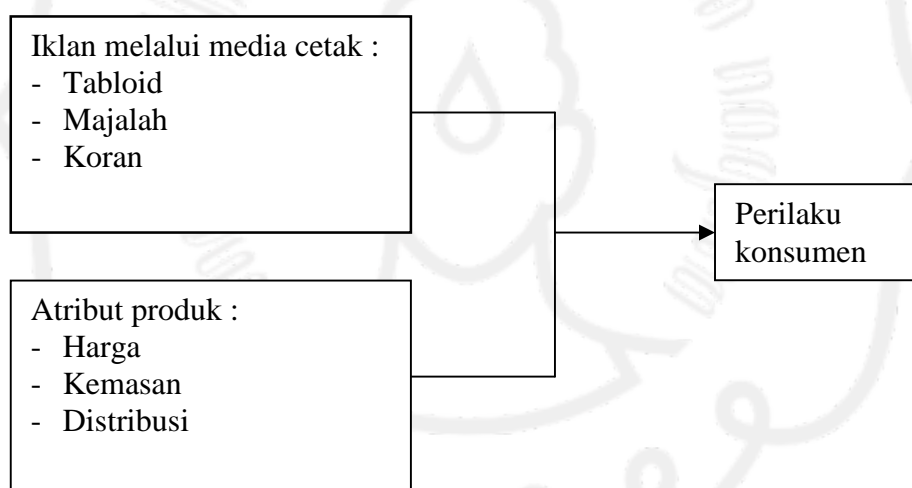 Iklan melalui media cetak :
- Tabloid
- Majalah
- Koran
Perilaku
konsumen
Atribut produk :
- Harga
- Kemasan
- Distribusi